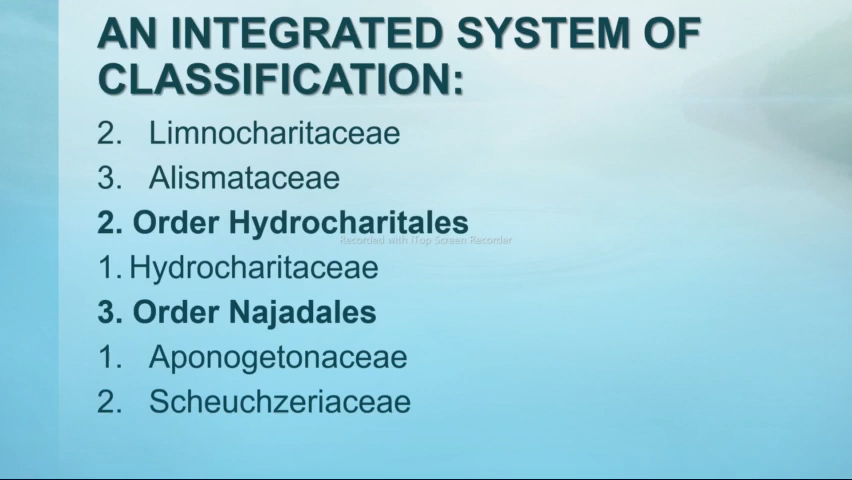 AN INTEGRATED SYSTEM OF
CLASSIFICATION:
2. Limnocharitaceae
3. Alismataceae
2. Order Hydrocharitales
Recorded with iTop Screen Recorder
1. Hydrocharitaceae
3. Order Najadales
1. Aponogetonaceae
2. Scheuchzeriaceae